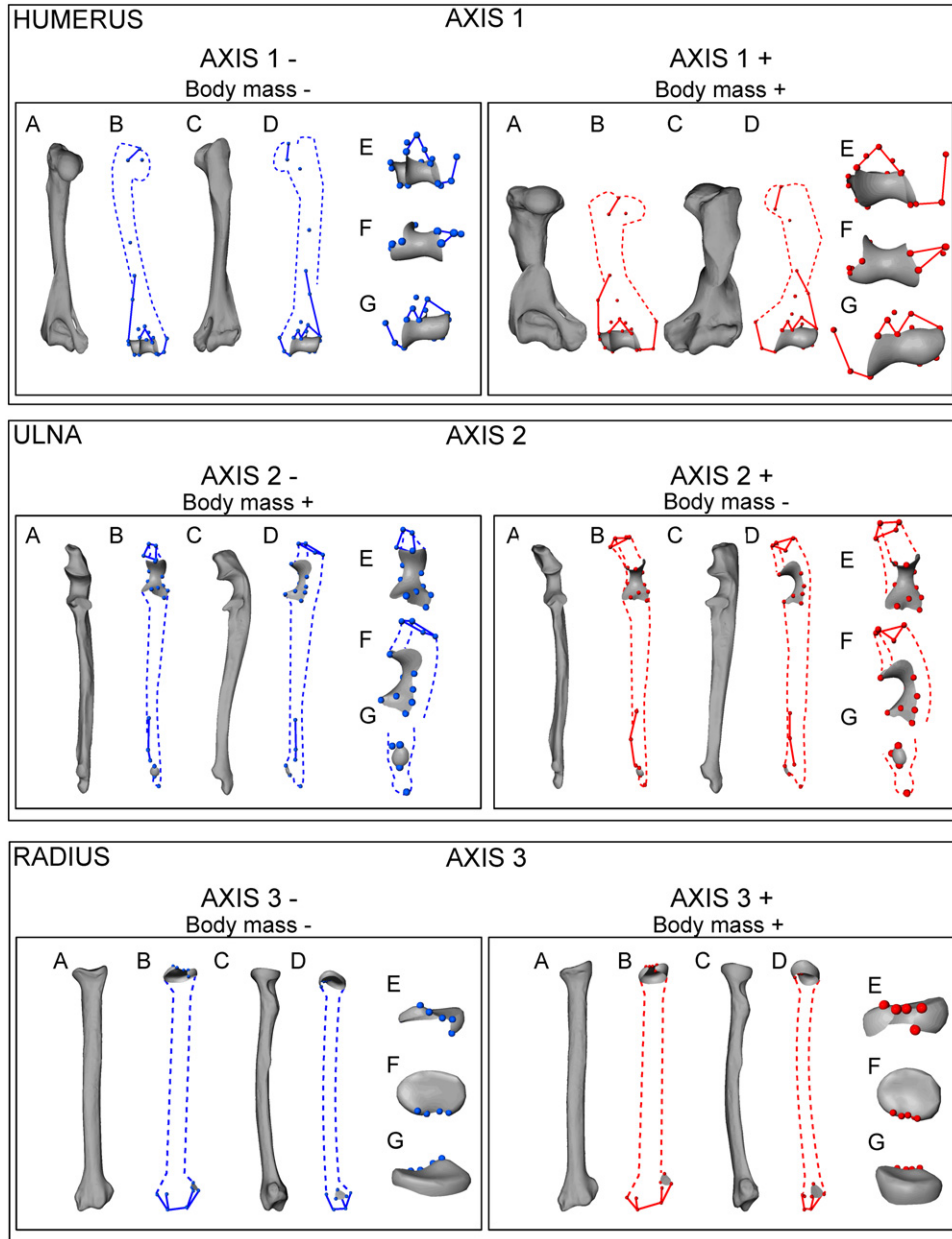 HUMERUS AXIS 1
AXIS 1 - AXIS 1 +
Body mass - Body mass +
A B C D A B C D
E E
F F
G G
ULNA AXIS 2
AXIS 2 - AXIS 2 +
Body mass + Body mass -
A B C D A B C D
E E
F F
G G
RADIUS AXIS 3
AXIS 3 - AXIS 3 +
Body mass - Body mass +
A B C D A B C D
E E
F F
G G